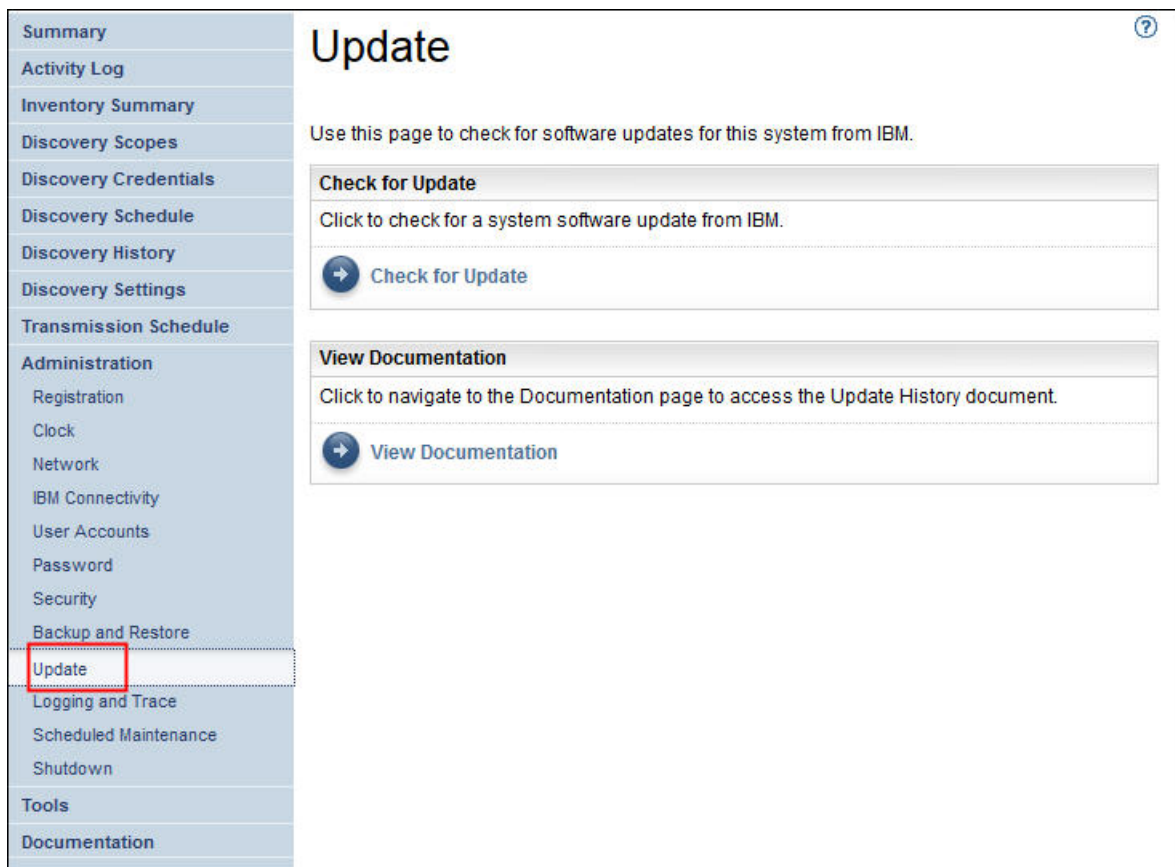 Summary
Activity Log
Inventory Summary
Discovery Scopes
Discovery Credentials
Discovery Schedule
Discovery History
Discovery Settings
Transmission Schedule
Administration
Registration
Clock
Network
IBM Connectivity
User Accounts
Password
Security
Backup and Restore
Update
Logging and Trace
Scheduled Maintenance
Shutdown
Tools
Documentation
?
Update
Use this page to check for software updates for this system from IBM.
Check for Update
Click to check for a system software update from IBM.
Check for Update
View Documentation
Click to navigate to the Documentation page to access the Update History document.
View Documentation